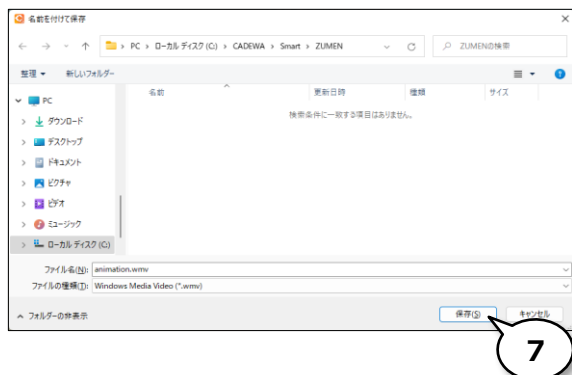 名前を付けて保存
PC › ローカル ディスク (C:) › CADEWA › Smart › ZUMEN
ZUMENの検索
整理 新しいフォルダー
名前 更新日時 種類 サイズ
検索条件に一致する項目はありません。
PC
ダウンロード
デスクトップ
ドキュメント
ピクチャ
ビデオ
ミュージック
ローカル ディスク (C:)
ファイル名(N): animation.wmv
ファイルの種類(T): Windows Media Video (*.wmv)
フォルダーの非表示 保存(S) キャンセル
7